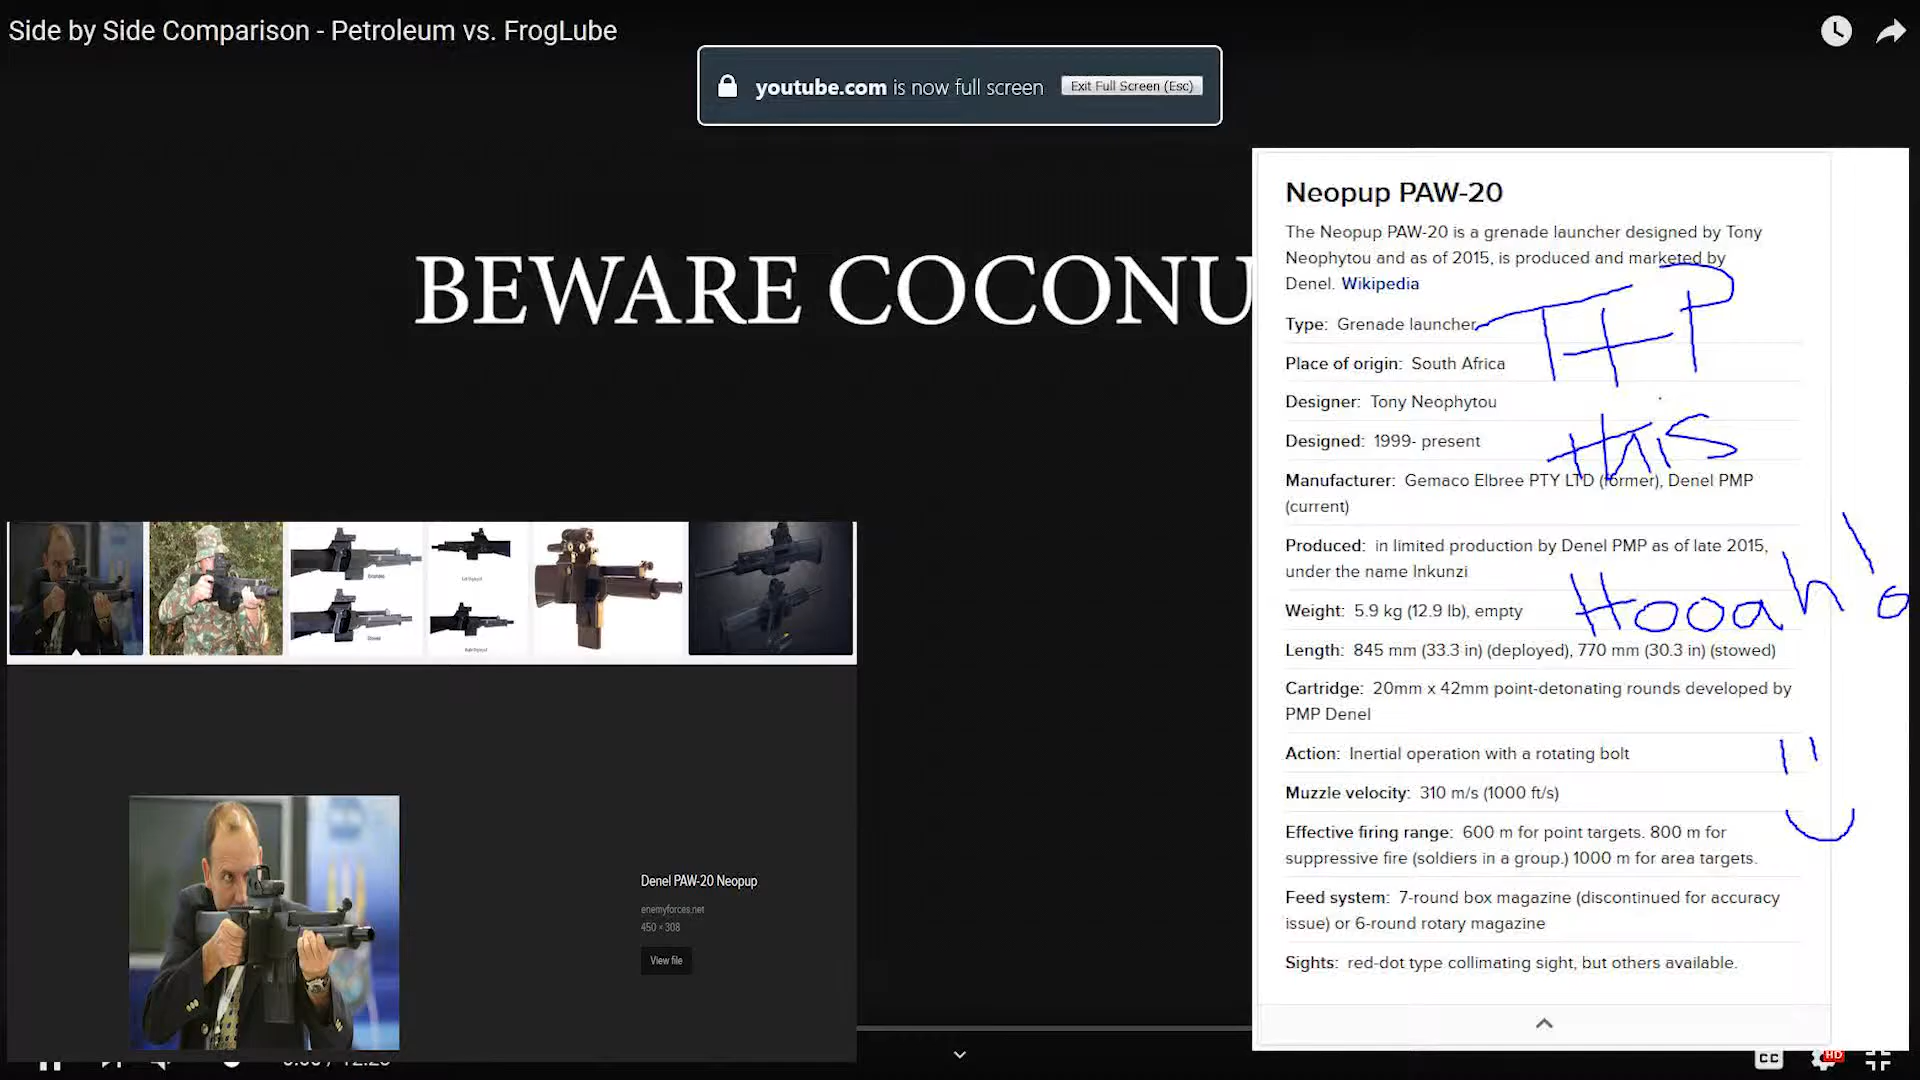 Side by Side Comparison - Petroleum vs. FrogLube
youtube.com is now full screen
Exit Full Screen (Esc)
BEWARE COCONU
Neopup PAW-20
The Neopup PAW-20 is a grenade launcher designed by Tony
Neophytou and as of 2015, is produced and marketed by
Denel. Wikipedia
Type: Grenade launcher
Place of origin: South Africa
Designer: Tony Neophytou
Designed: 1999- present
Manufacturer: Gemaco Elbree PTY LTD (former), Denel PMP
(current)
Produced: in limited production by Denel PMP as of late 2015,
under the name Inkunzi
Weight: 5.9 kg (12.9 lb), empty
Length: 845 mm (33.3 in) (deployed), 770 mm (30.3 in) (stowed)
Cartridge: 20mm x 42mm point-detonating rounds developed by
PMP Denel
Action: Inertial operation with a rotating bolt
Muzzle velocity: 310 m/s (1000 ft/s)
Effective firing range: 600 m for point targets. 800 m for
suppressive fire (soldiers in a group.) 1000 m for area targets.
Feed system: 7-round box magazine (discontinued for accuracy
issue) or 6-round rotary magazine
Sights: red-dot type collimating sight, but others available.
this
Hooah!
Denel PAW-20 Neopup
enemyforces.net
450 × 308
View file
CC
HD